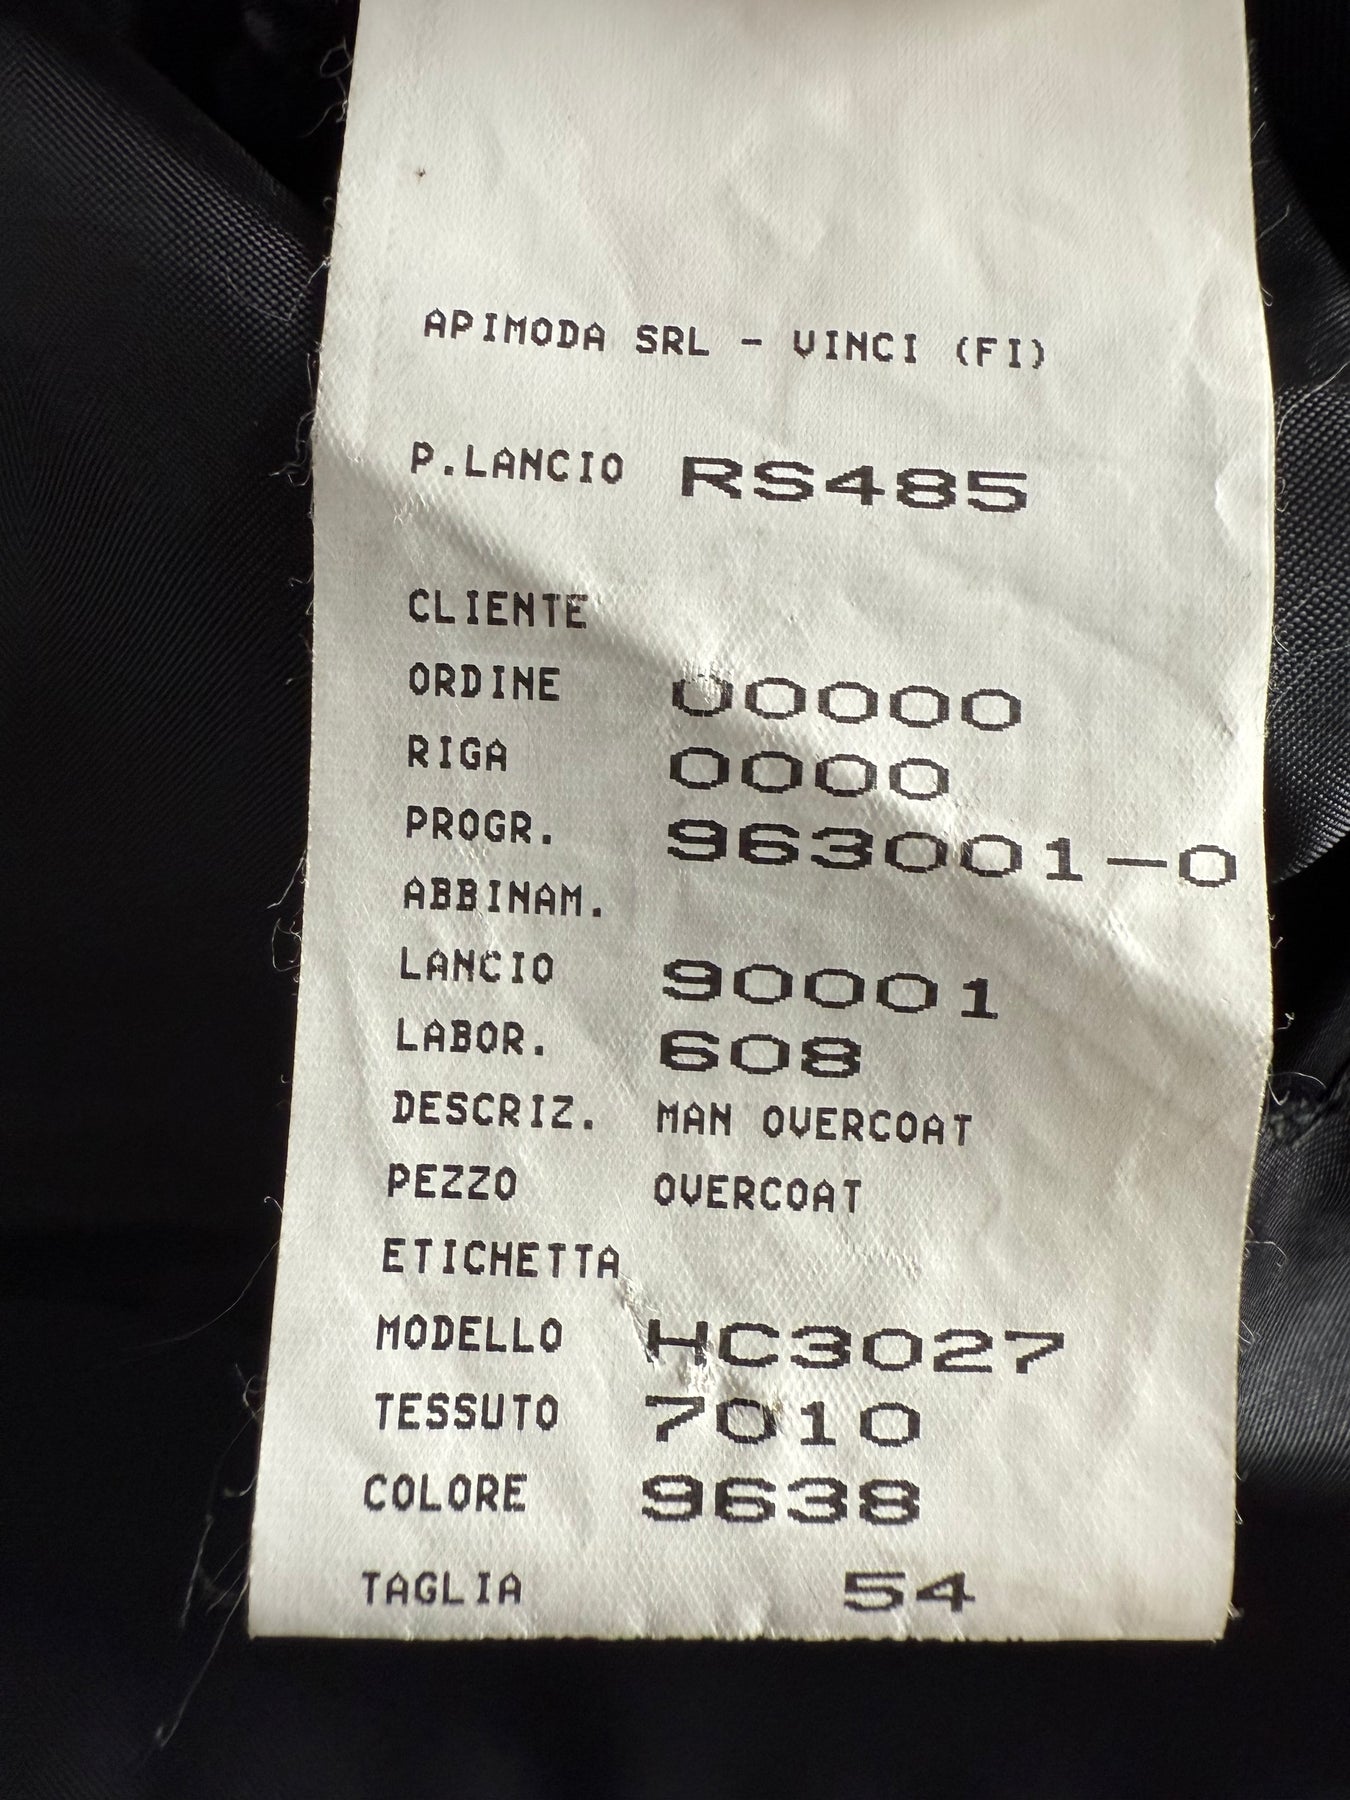 APIMODA SRL - VINCI (FI)
P.LANCIO RS485
CLIENTE
ORDINE 00000
RIGA 0000
PROGR. 963001-0
ABBINAM.
LANCIO 90001
LABOR. 608
DESCRIZ. MAN OVERCOAT
PEZZO OVERCOAT
ETICHETTA
MODELLO HC3027
TESSUTO 7010
COLORE 9638
TAGLIA 54